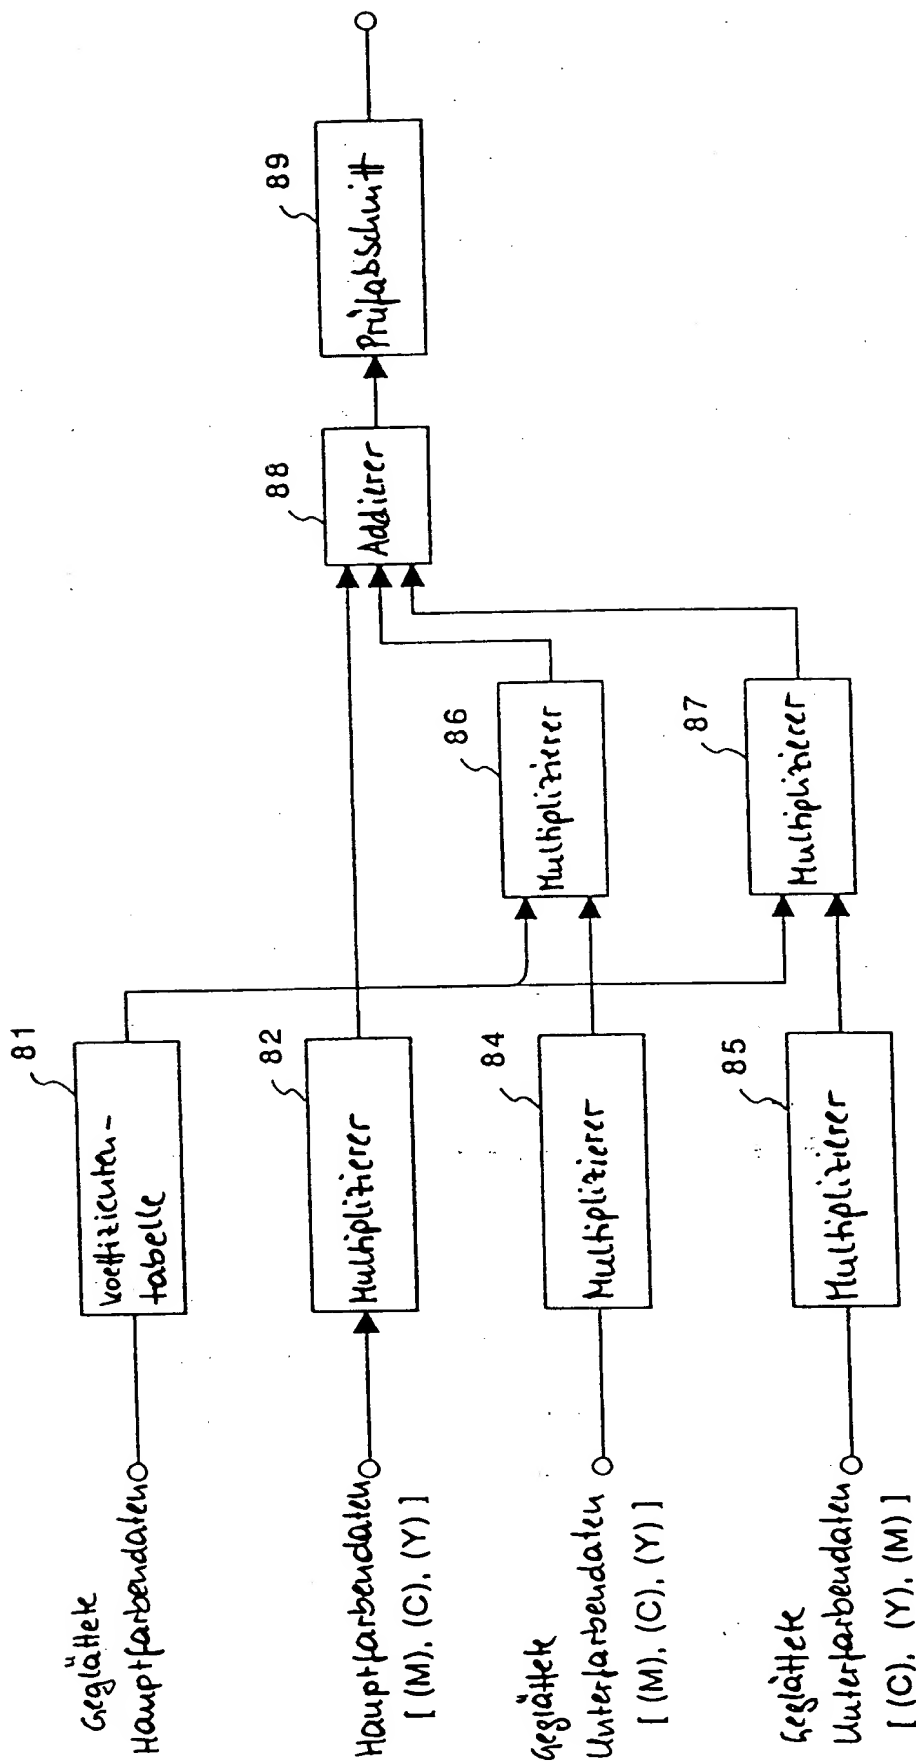 Geglättete
Hauptfarbendaten
81
Koeffizienten-
tabelle
Hauptfarbendaten
[ (M), (C), (Y) ]
82
Multiplizierer
Geglättete
Unterfarbendaten
[ (M), (C), (Y) ]
84
Multiplizierer
Geglättete
Unterfarbendaten
[ (C), (Y), (M) ]
85
Multiplizierer
86
Multiplizierer
87
Multiplizierer
88
Addierer
89
Prüfabschnitt